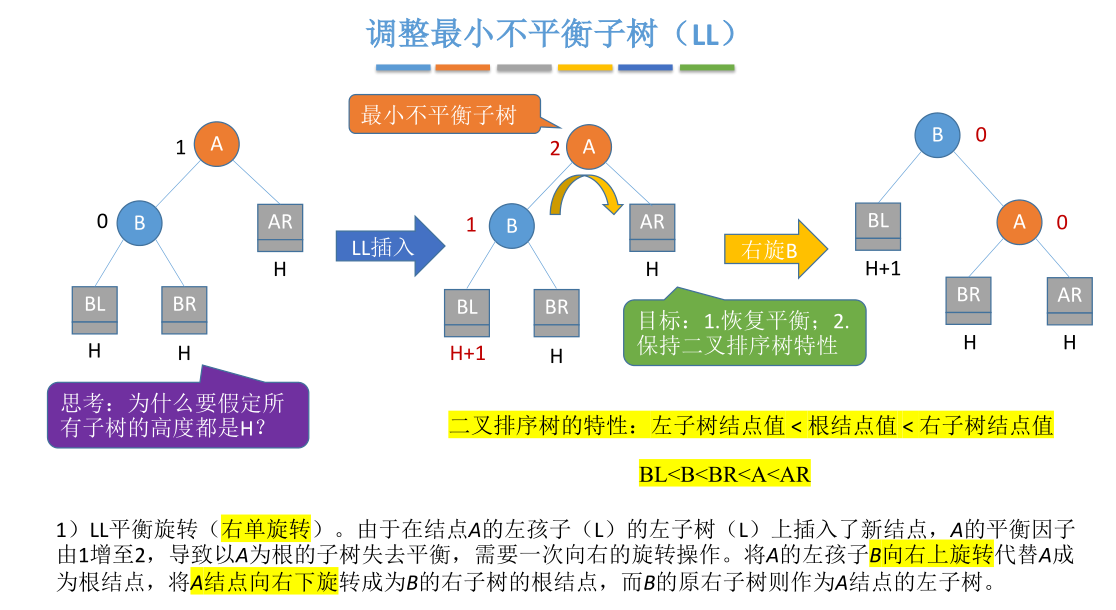 调整最小不平衡子树（LL）
最小不平衡子树
1
A
0
B
AR
H
BL
BR
H
H
思考：为什么要假定所
有子树的高度都是H？
LL插入
2
A
1
B
AR
H
BL
BR
H+1
H
目标：1.恢复平衡；2.
保持二叉排序树特性
右旋B
B
0
BL
H+1
A
0
BR
AR
H
H
二叉排序树的特性：左子树结点值 < 根结点值 < 右子树结点值
BL<B<BR<A<AR
1）LL平衡旋转（右单旋转）。由于在结点A的左孩子（L）的左子树（L）上插入了新结点，A的平衡因子
由1增至2，导致以A为根的子树失去平衡，需要一次向右的旋转操作。将A的左孩子B向右上旋转代替A成
为根结点，将A结点向右下旋转成为B的右子树的根结点，而B的原右子树则作为A结点的左子树。